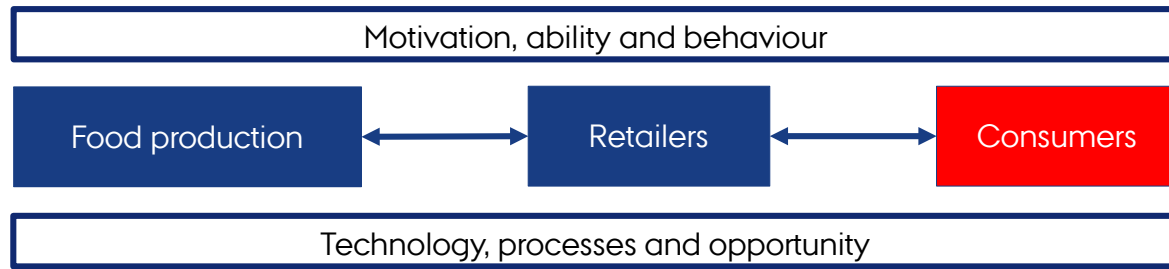 Motivation, ability and behaviour
Food production
Retailers
Consumers
Technology, processes and opportunity